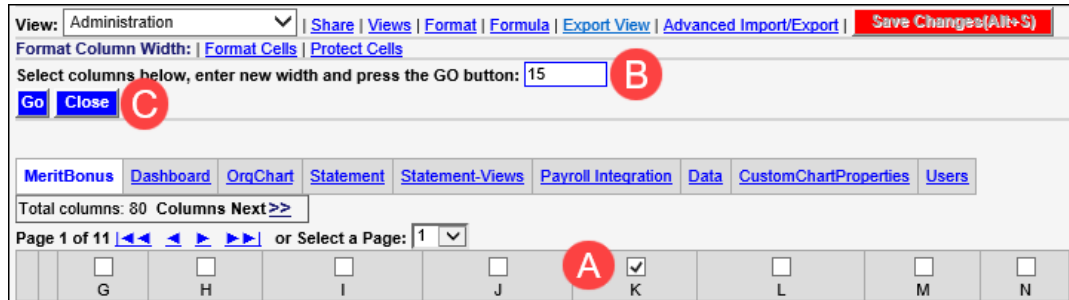 View: Administration | Share | Views | Format | Formula | Export View | Advanced Import/Export | Save Changes(Alt+S)
Format Column Width: | Format Cells | Protect Cells
Select columns below, enter new width and press the GO button: 15 B
Go Close C
MeritBonus Dashboard OrgChart Statement Statement-Views Payroll Integration Data CustomChartProperties Users
Total columns: 80 Columns Next >>
Page 1 of 11 |◄◄ ◄ ► ►►| or Select a Page: 1
A
G H I J K L M N